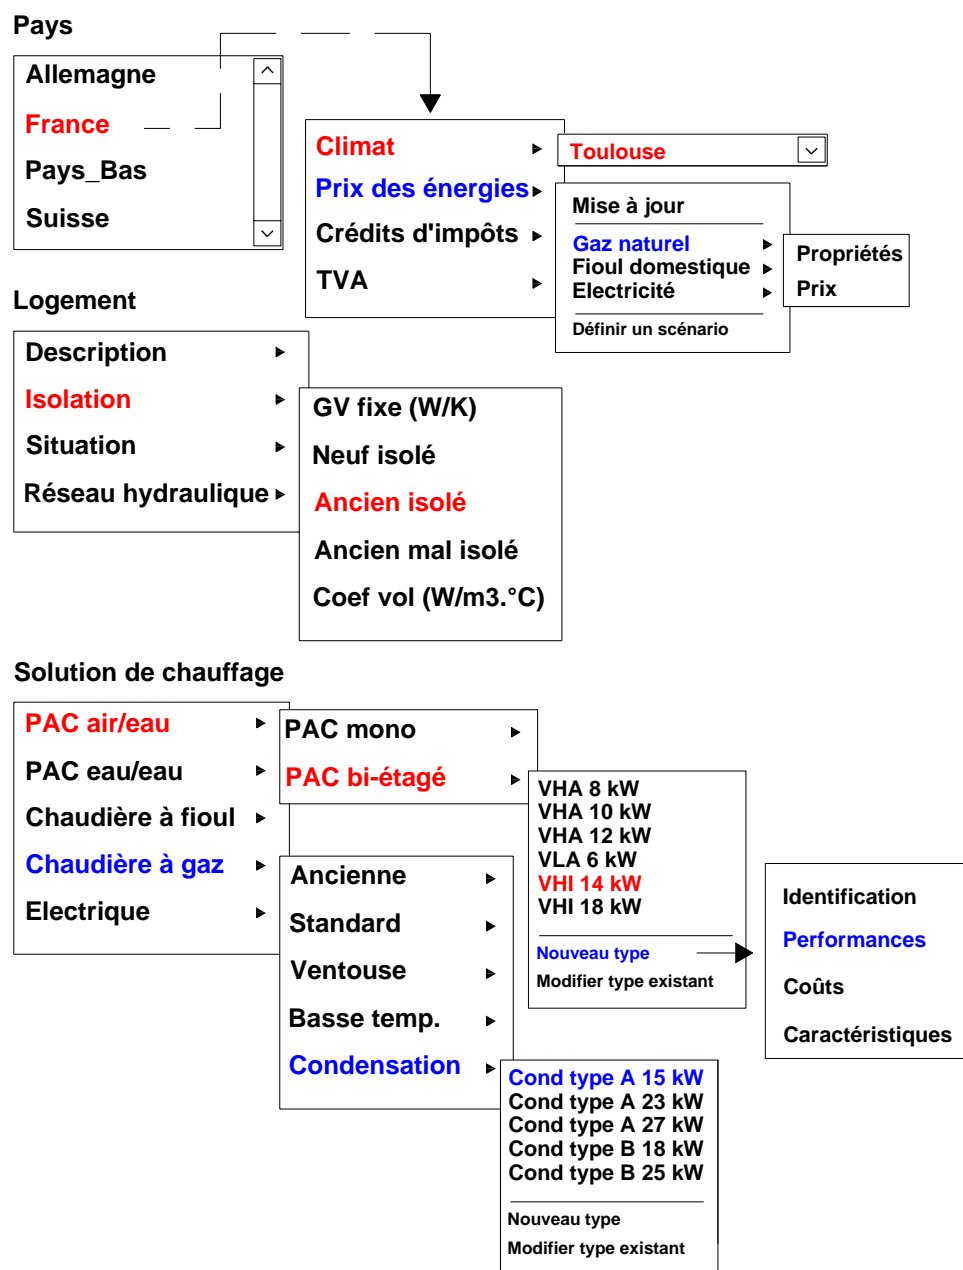 Pays
Allemagne
France
Pays_Bas
Suisse
Climat
Prix des énergies
Crédits d'impôts
TVA
Toulouse
Mise à jour
Gaz naturel
Fioul domestique
Electricité
Définir un scénario
Propriétés
Prix
Logement
Description
Isolation
Situation
Réseau hydraulique
GV fixe (W/K)
Neuf isolé
Ancien isolé
Ancien mal isolé
Coef vol (W/m3.°C)
Solution de chauffage
PAC air/eau
PAC eau/eau
Chaudière à fioul
Chaudière à gaz
Electrique
PAC mono
PAC bi-étagé
VHA 8 kW
VHA 10 kW
VHA 12 kW
VLA 6 kW
VHI 14 kW
VHI 18 kW
Nouveau type
Modifier type existant
Identification
Performances
Coûts
Caractéristiques
Ancienne
Standard
Ventouse
Basse temp.
Condensation
Cond type A 15 kW
Cond type A 23 kW
Cond type A 27 kW
Cond type B 18 kW
Cond type B 25 kW
Nouveau type
Modifier type existant